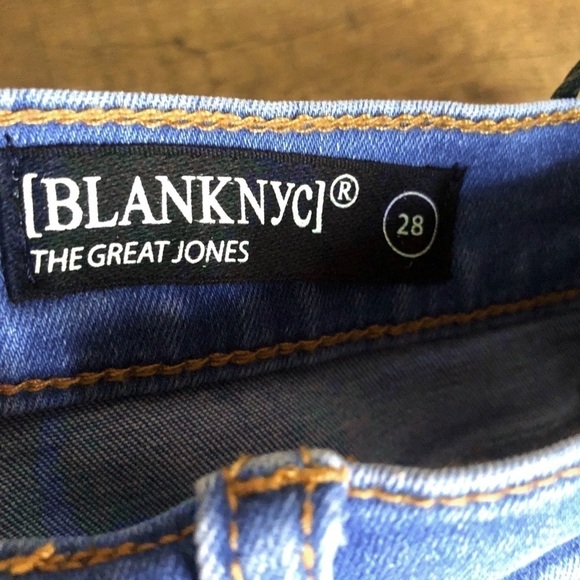 [BLANKNYC]®
THE GREAT JONES
28